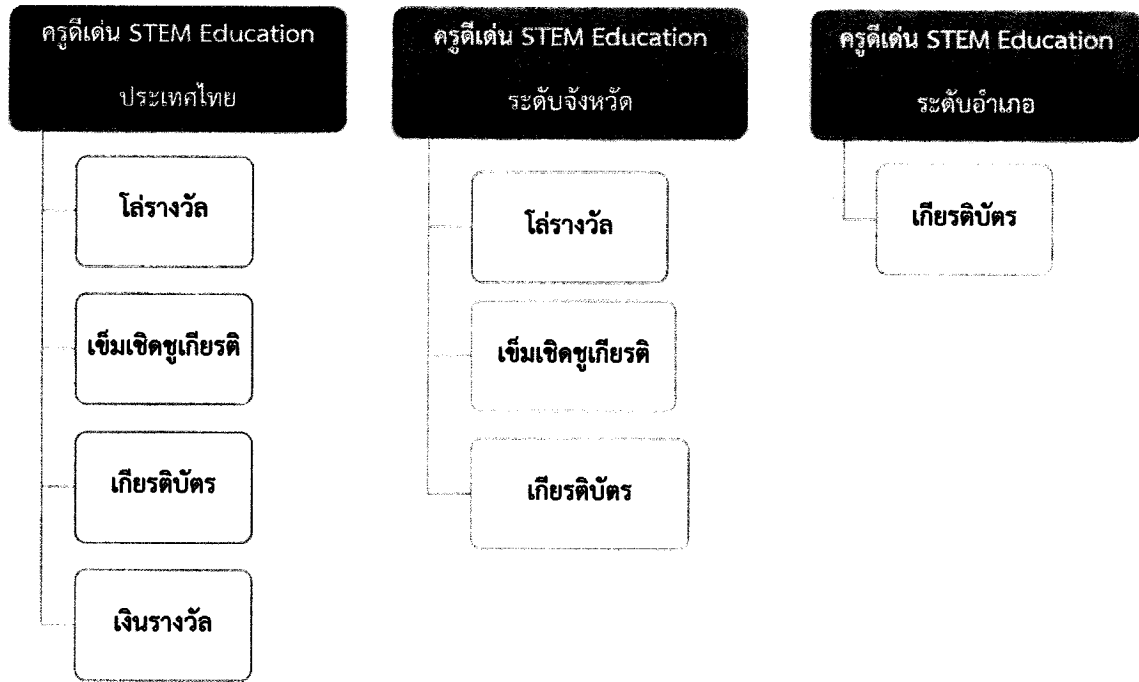 ครูดีเด่น STEM Education
ประเทศไทย
โล่รางวัล
เข็มเชิดชูเกียรติ
เกียรติบัตร
เงินรางวัล
ครูดีเด่น STEM Education
ระดับจังหวัด
โล่รางวัล
เข็มเชิดชูเกียรติ
เกียรติบัตร
ครูดีเด่น STEM Education
ระดับอำเภอ
เกียรติบัตร